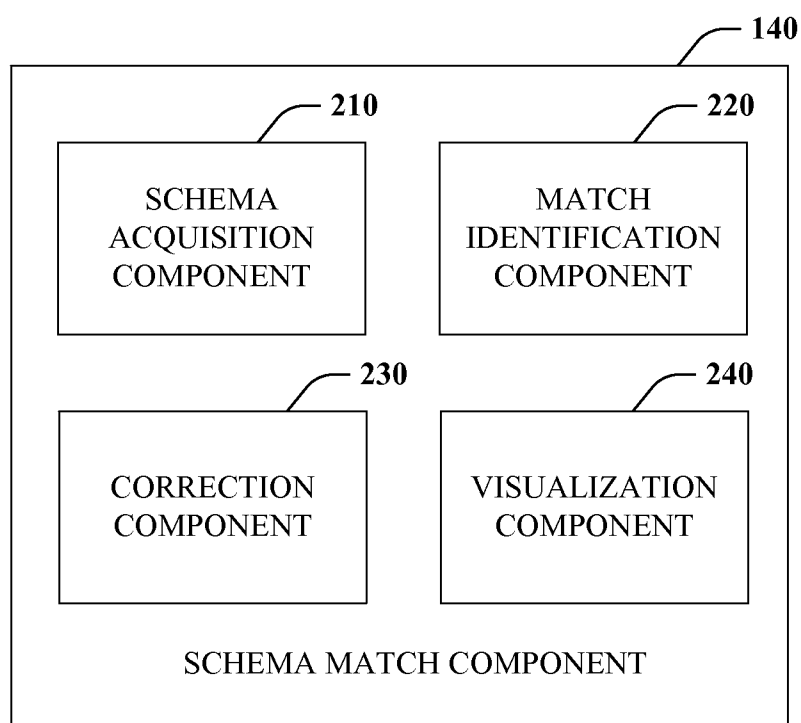 140
210
220
SCHEMA
ACQUISITION
COMPONENT
MATCH
IDENTIFICATION
COMPONENT
230
240
CORRECTION
COMPONENT
VISUALIZATION
COMPONENT
SCHEMA MATCH COMPONENT